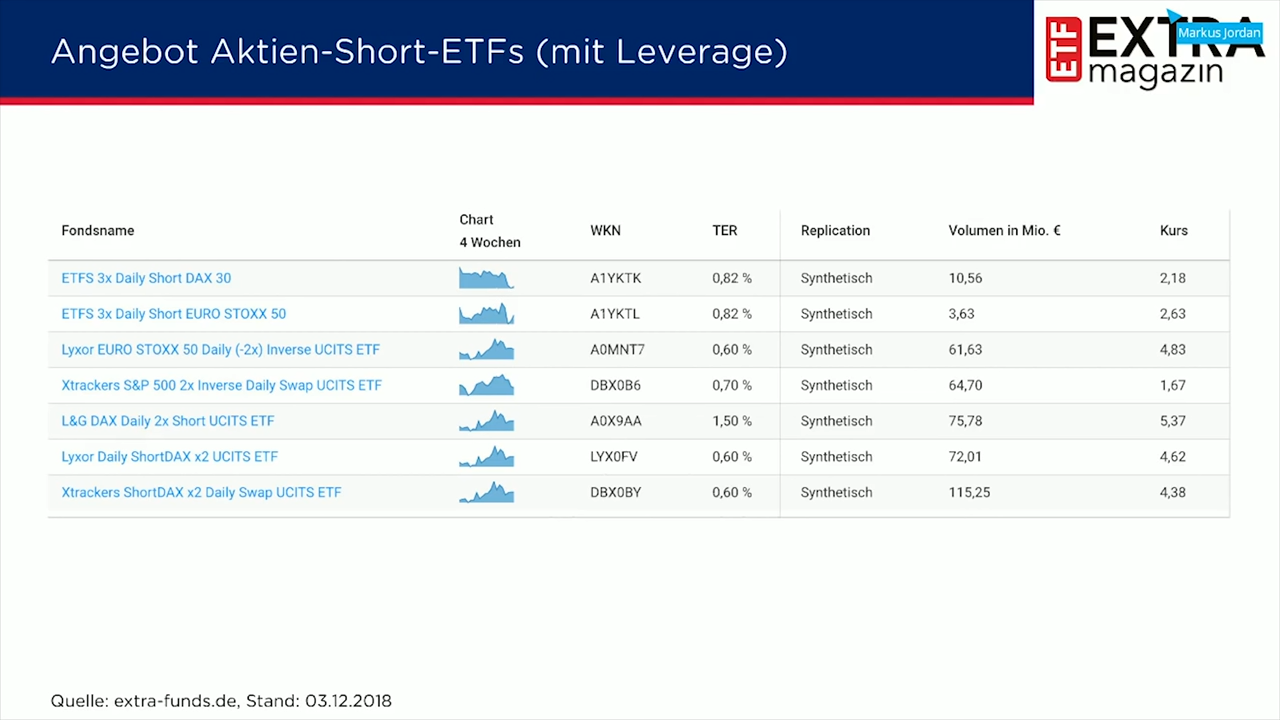 Angebot Aktien-Short-ETFs (mit Leverage)
ETF EXTRA magazin
Markus Jordan
Fondsname Chart 4 Wochen WKN TER Replication Volumen in Mio. € Kurs
ETFS 3x Daily Short DAX 30 A1YKTK 0,82 % Synthetisch 10,56 2,18
ETFS 3x Daily Short EURO STOXX 50 A1YKTL 0,82 % Synthetisch 3,63 2,63
Lyxor EURO STOXX 50 Daily (-2x) Inverse UCITS ETF A0MNT7 0,60 % Synthetisch 61,63 4,83
Xtrackers S&P 500 2x Inverse Daily Swap UCITS ETF DBX0B6 0,70 % Synthetisch 64,70 1,67
L&G DAX Daily 2x Short UCITS ETF A0X9AA 1,50 % Synthetisch 75,78 5,37
Lyxor Daily ShortDAX x2 UCITS ETF LYX0FV 0,60 % Synthetisch 72,01 4,62
Xtrackers ShortDAX x2 Daily Swap UCITS ETF DBX0BY 0,60 % Synthetisch 115,25 4,38
Quelle: extra-funds.de, Stand: 03.12.2018